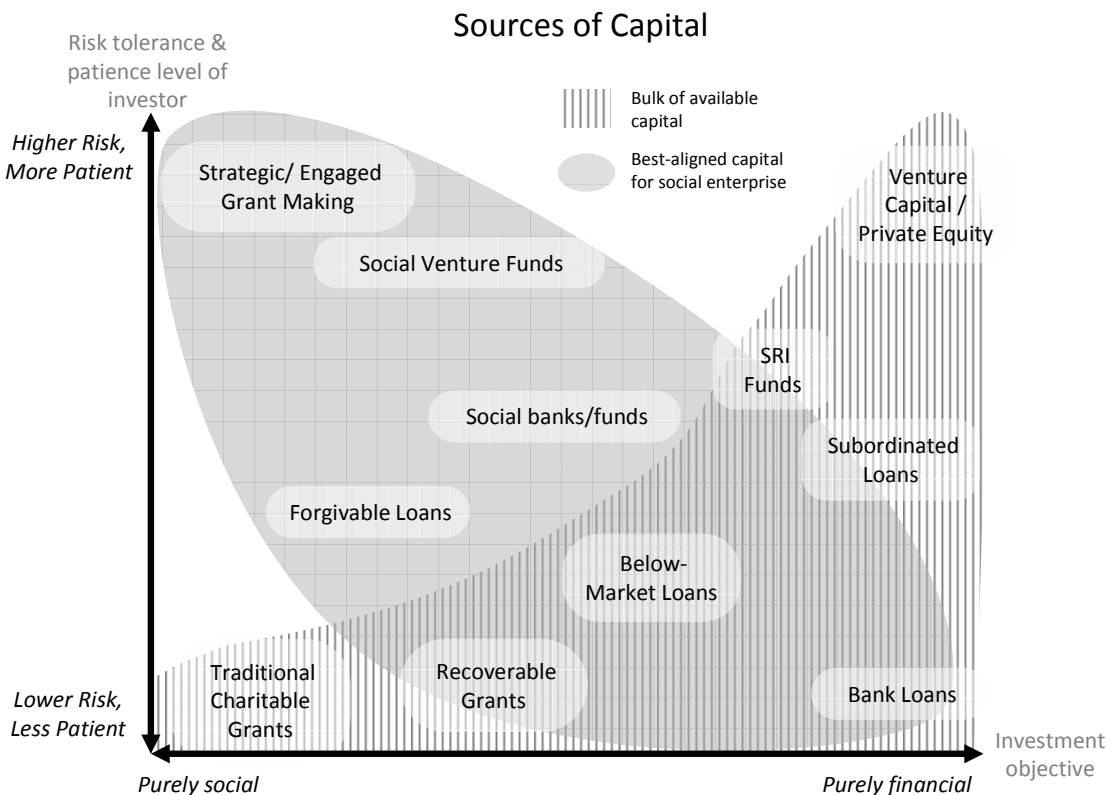 Sources of Capital
Risk tolerance &
patience level of
investor
Bulk of available
capital
Best-aligned capital
for social enterprise
Higher Risk,
More Patient
Strategic/ Engaged
Grant Making
Venture
Capital /
Private Equity
Social Venture Funds
SRI
Funds
Social banks/funds
Subordinated
Loans
Forgivable Loans
Below-
Market Loans
Traditional
Charitable
Grants
Recoverable
Grants
Bank Loans
Lower Risk,
Less Patient
Investment
objective
Purely social
Purely financial